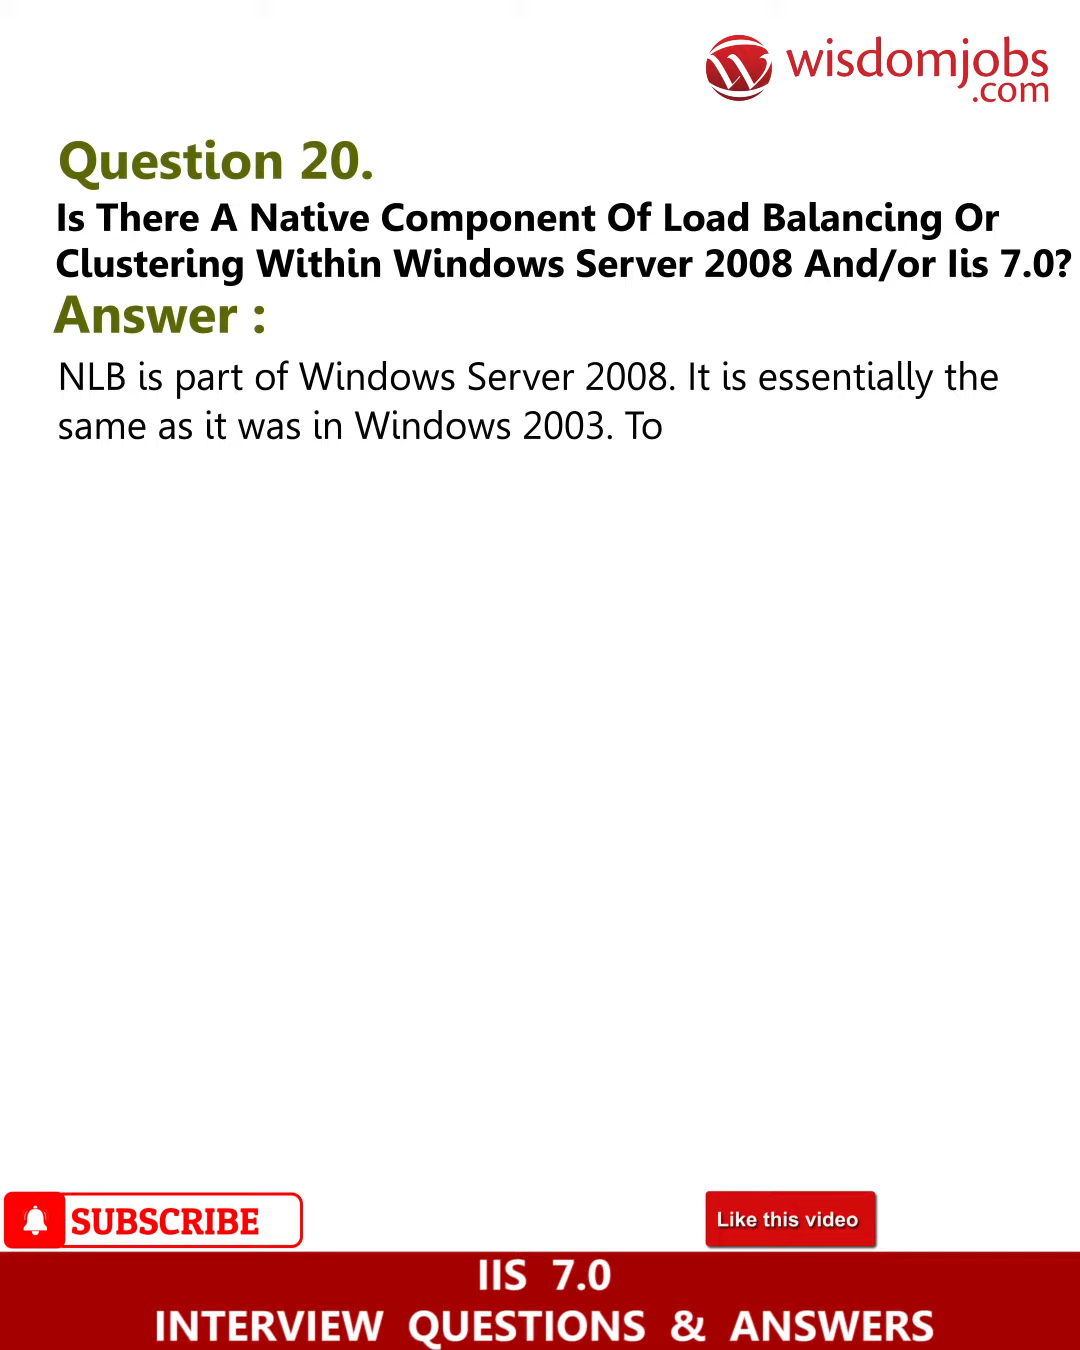 wisdomjobs
.com
Question 20.
Is There A Native Component Of Load Balancing Or
Clustering Within Windows Server 2008 And/or Iis 7.0?
Answer :
NLB is part of Windows Server 2008. It is essentially the
same as it was in Windows 2003. To
SUBSCRIBE
Like this video
IIS 7.0
INTERVIEW QUESTIONS & ANSWERS